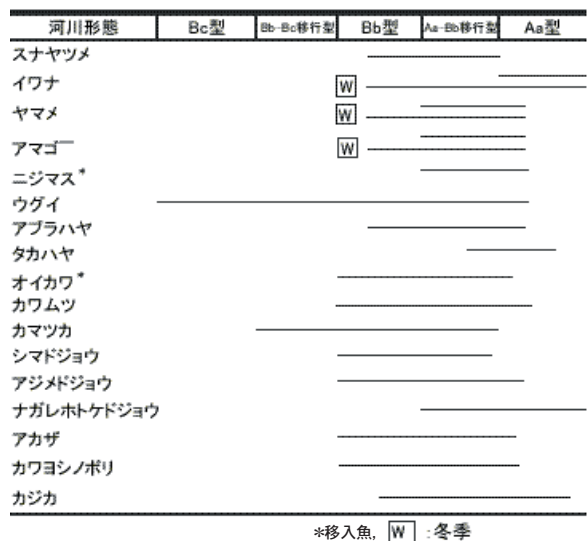 河川形態 Bc型 Bb-Bc移行型 Bb型 Aa-Bb移行型 Aa型
スナヤツメ
イワナ W
ヤマメ W
アマゴ W
ニジマス*
ウグイ
アブラハヤ
タカハヤ
オイカワ*
カワムツ
カマツカ
シマドジョウ
アジメドジョウ
ナガレホトケドジョウ
アカザ
カワヨシノボリ
カジカ
*移入魚, W :冬季